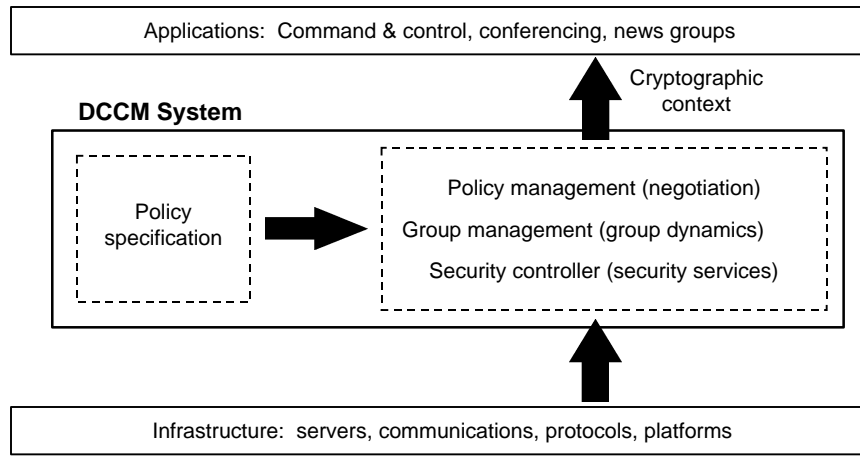 Applications: Command & control, conferencing, news groups
Cryptographic
context
DCCM System
Policy
specification
Policy management (negotiation)
Group management (group dynamics)
Security controller (security services)
Infrastructure: servers, communications, protocols, platforms